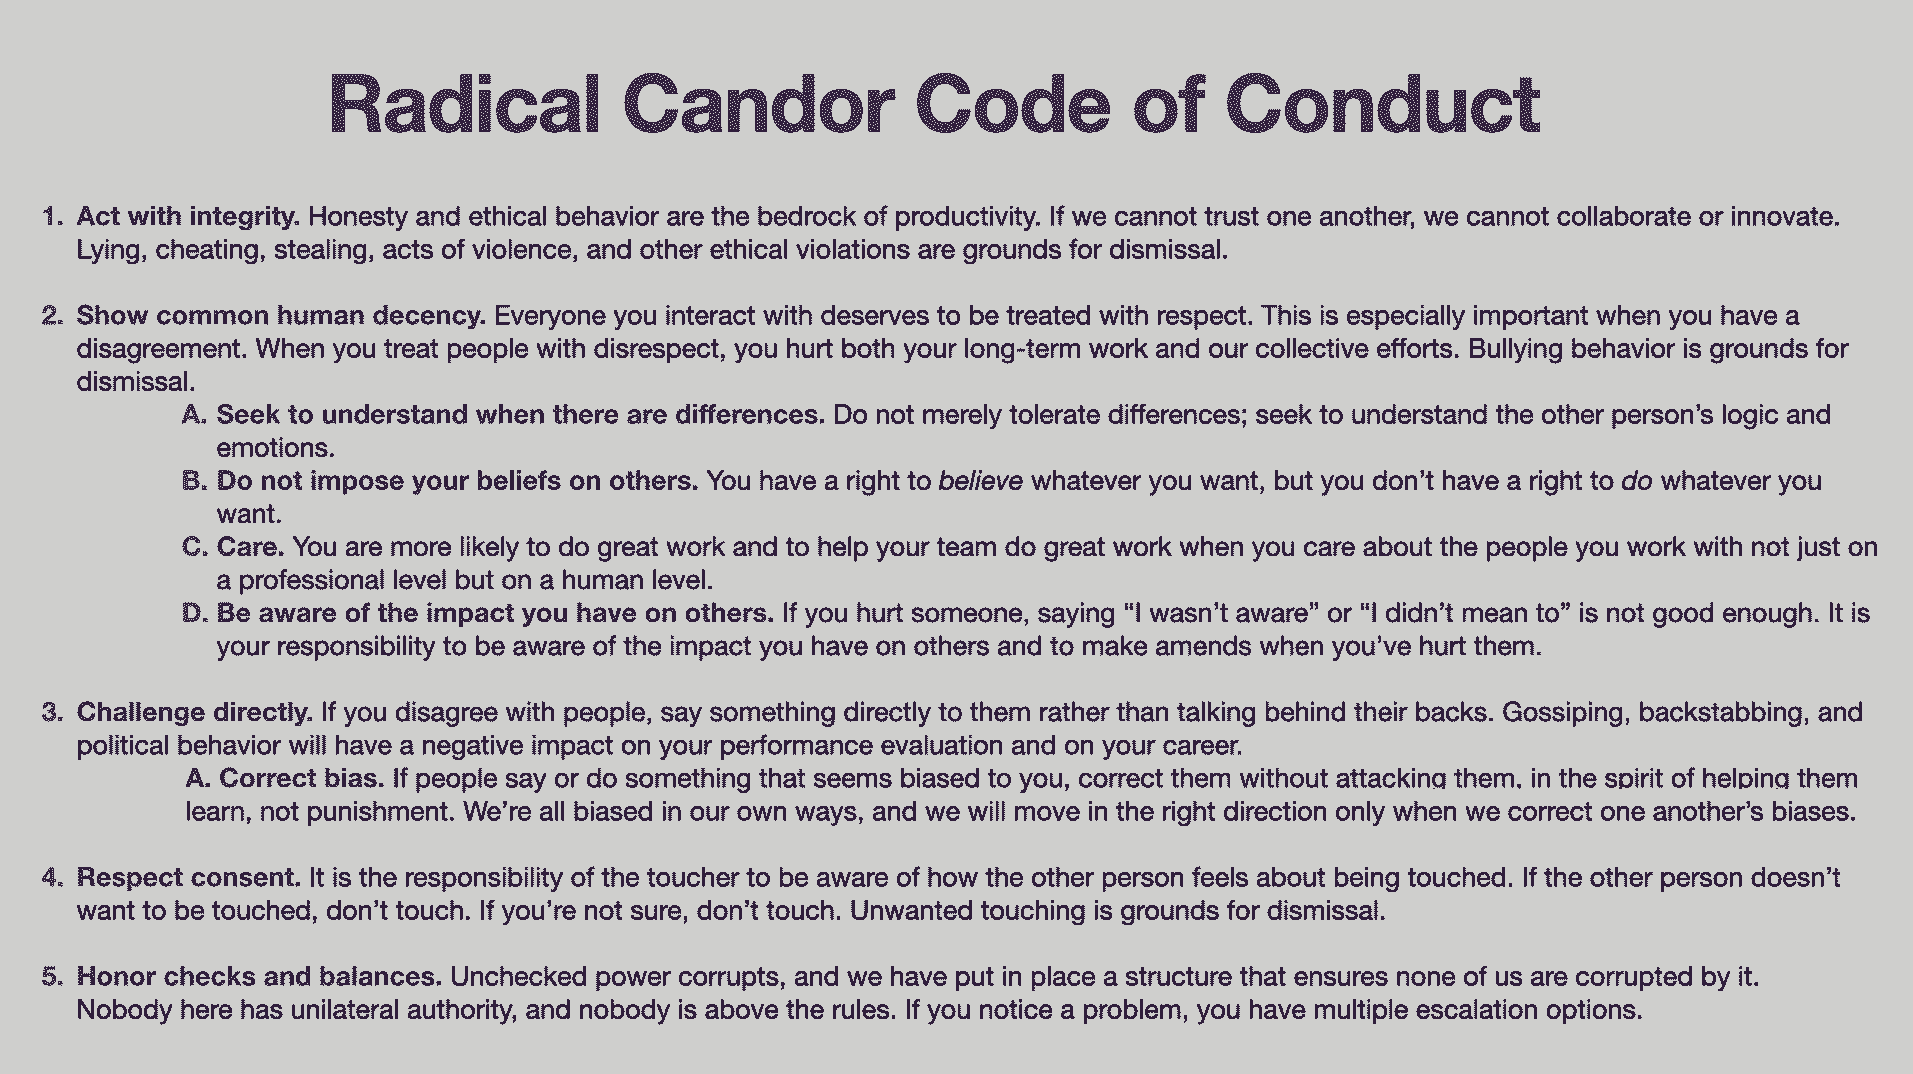 Radical Candor Code of Conduct
1. Act with integrity. Honesty and ethical behavior are the bedrock of productivity. If we cannot trust one another, we cannot collaborate or innovate.
Lying, cheating, stealing, acts of violence, and other ethical violations are grounds for dismissal.
2. Show common human decency. Everyone you interact with deserves to be treated with respect. This is especially important when you have a
disagreement. When you treat people with disrespect, you hurt both your long-term work and our collective efforts. Bullying behavior is grounds for
dismissal.
A. Seek to understand when there are differences. Do not merely tolerate differences; seek to understand the other person’s logic and
emotions.
B. Do not impose your beliefs on others. You have a right to believe whatever you want, but you don’t have a right to do whatever you
want.
C. Care. You are more likely to do great work and to help your team do great work when you care about the people you work with not just on
a professional level but on a human level.
D. Be aware of the impact you have on others. If you hurt someone, saying “I wasn’t aware” or “I didn’t mean to” is not good enough. It is
your responsibility to be aware of the impact you have on others and to make amends when you’ve hurt them.
3. Challenge directly. If you disagree with people, say something directly to them rather than talking behind their backs. Gossiping, backstabbing, and
political behavior will have a negative impact on your performance evaluation and on your career.
A. Correct bias. If people say or do something that seems biased to you, correct them without attacking them, in the spirit of helping them
learn, not punishment. We’re all biased in our own ways, and we will move in the right direction only when we correct one another’s biases.
4. Respect consent. It is the responsibility of the toucher to be aware of how the other person feels about being touched. If the other person doesn’t
want to be touched, don’t touch. If you’re not sure, don’t touch. Unwanted touching is grounds for dismissal.
5. Honor checks and balances. Unchecked power corrupts, and we have put in place a structure that ensures none of us are corrupted by it.
Nobody here has unilateral authority, and nobody is above the rules. If you notice a problem, you have multiple escalation options.